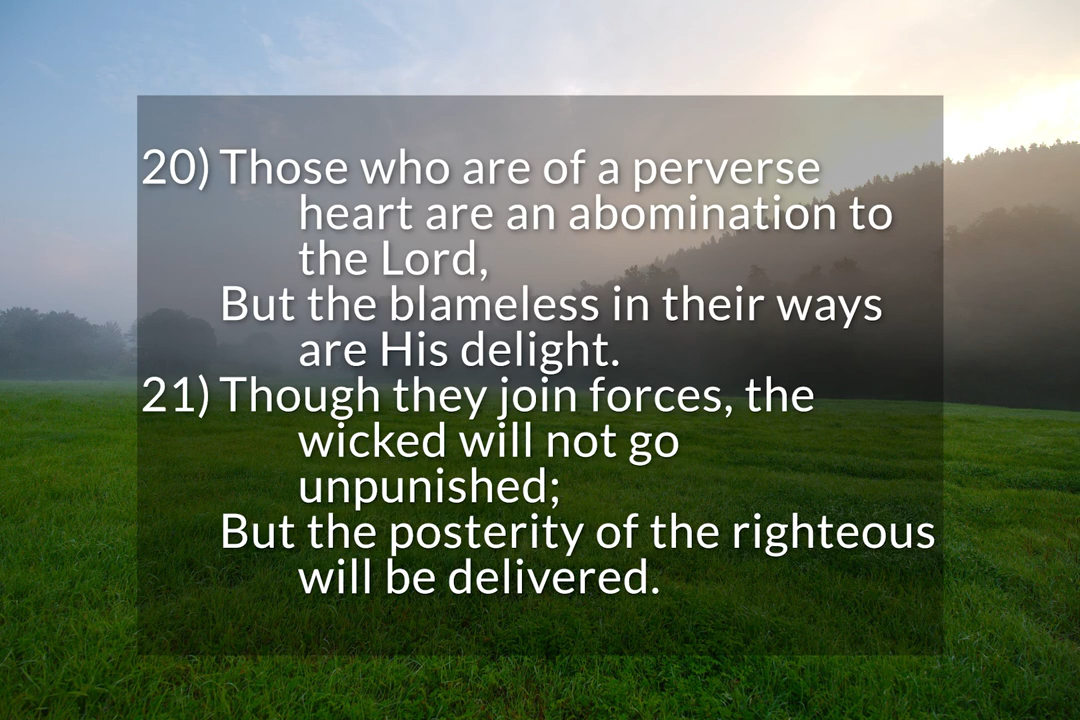 20) Those who are of a perverse
heart are an abomination to
the Lord,
But the blameless in their ways
are His delight.
21) Though they join forces, the
wicked will not go
unpunished;
But the posterity of the righteous
will be delivered.